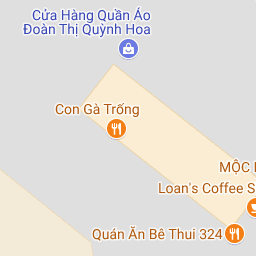 Cửa Hàng Quần Áo
Đoàn Thị Quỳnh Hoa
Con Gà Trống
MỘC
Loan's Coffee
Quán Ăn Bê Thui 324